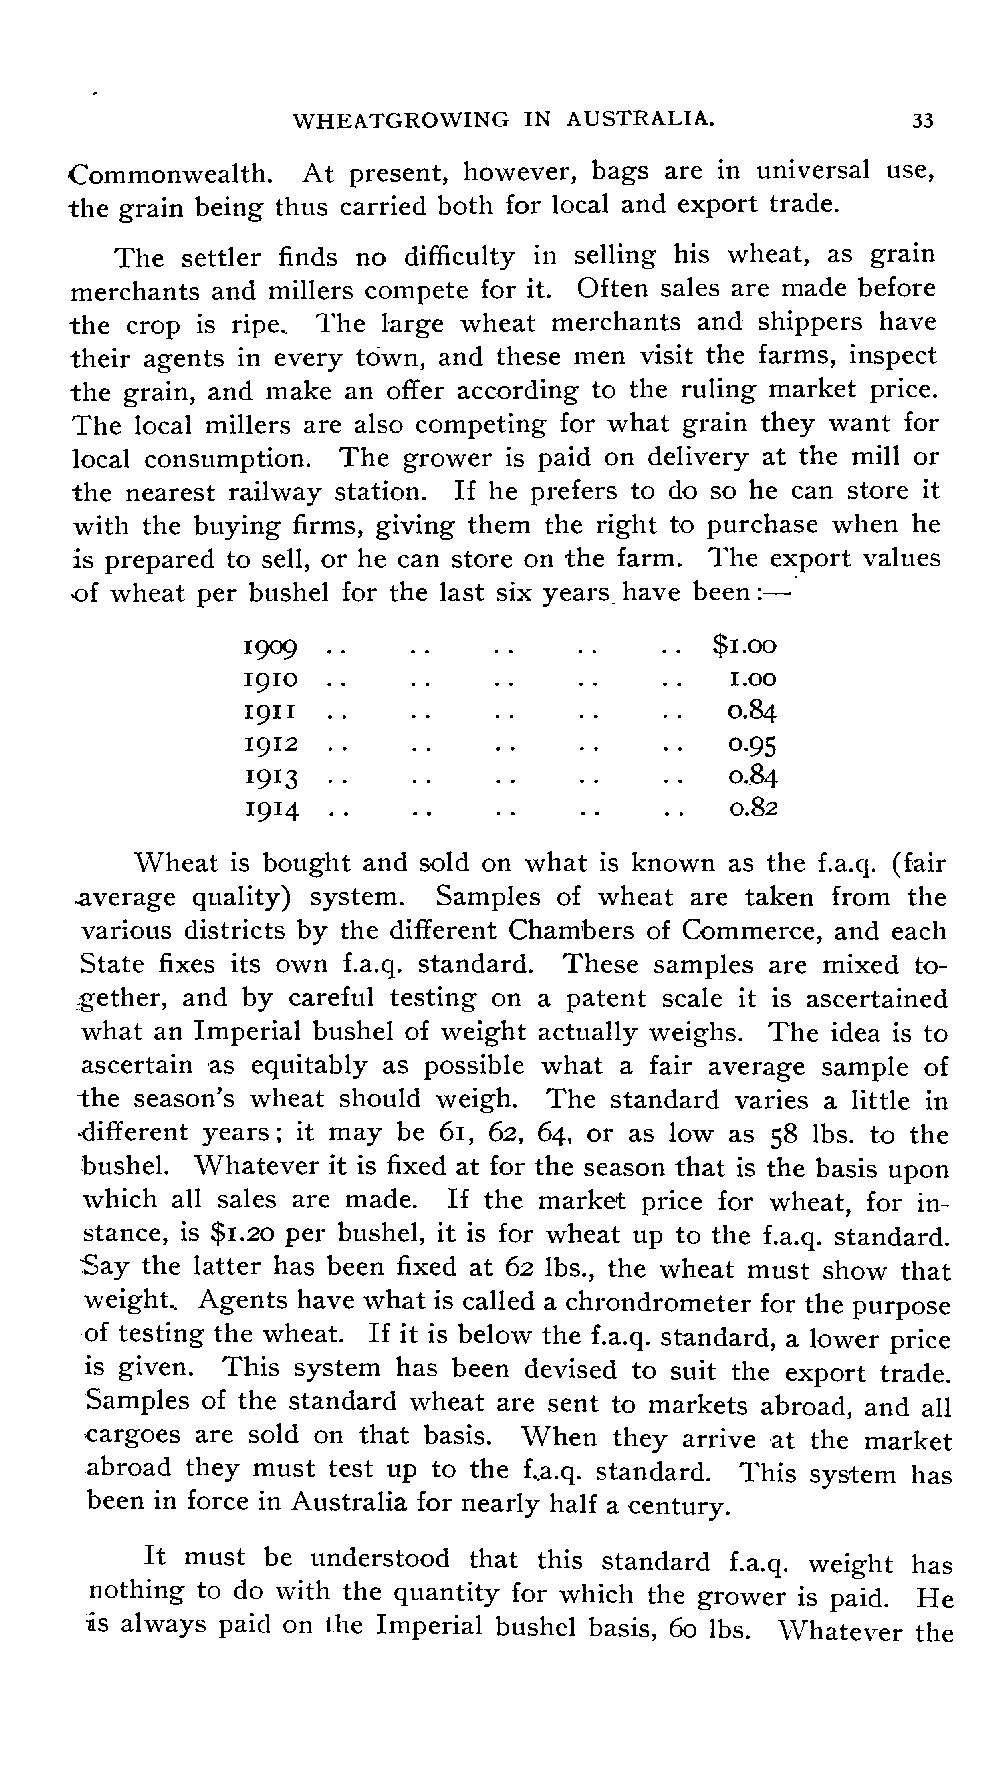 WHEATGROWING IN AUSTRALIA. 33
Commonwealth. At present, however, bags are in universal use,
the grain being thus carried both for local and export trade.
The settler finds no difficulty in selling his wheat, as grain
merchants and millers compete for it. Often sales are made before
the crop is ripe. The large wheat merchants and shippers have
their agents in every town, and these men visit the farms, inspect
the grain, and make an offer according to the ruling market price.
The local millers are also competing for what grain they want for
local consumption. The grower is paid on delivery at the mill or
the nearest railway station. If he prefers to do so he can store it
with the buying firms, giving them the right to purchase when he
is prepared to sell, or he can store on the farm. The export values
of wheat per bushel for the last six years have been :—
1909 .. .. .. .. .. $1.00
1910 .. .. .. .. .. 1.00
1911 .. .. .. .. .. 0.84
1912 .. .. .. .. .. 0.95
1913 .. .. .. .. .. 0.84
1914 .. .. .. .. .. 0.82
Wheat is bought and sold on what is known as the f.a.q. (fair
average quality) system. Samples of wheat are taken from the
various districts by the different Chambers of Commerce, and each
State fixes its own f.a.q. standard. These samples are mixed to-
gether, and by careful testing on a patent scale it is ascertained
what an Imperial bushel of weight actually weighs. The idea is to
ascertain as equitably as possible what a fair average sample of
the season's wheat should weigh. The standard varies a little in
different years; it may be 61, 62, 64, or as low as 58 lbs. to the
bushel. Whatever it is fixed at for the season that is the basis upon
which all sales are made. If the market price for wheat, for in-
stance, is $1.20 per bushel, it is for wheat up to the f.a.q. standard.
Say the latter has been fixed at 62 lbs., the wheat must show that
weight. Agents have what is called a chrondrometer for the purpose
of testing the wheat. If it is below the f.a.q. standard, a lower price
is given. This system has been devised to suit the export trade.
Samples of the standard wheat are sent to markets abroad, and all
cargoes are sold on that basis. When they arrive at the market
abroad they must test up to the f.a.q. standard. This system has
been in force in Australia for nearly half a century.
It must be understood that this standard f.a.q. weight has
nothing to do with the quantity for which the grower is paid. He
is always paid on the Imperial bushel basis, 60 lbs. Whatever the